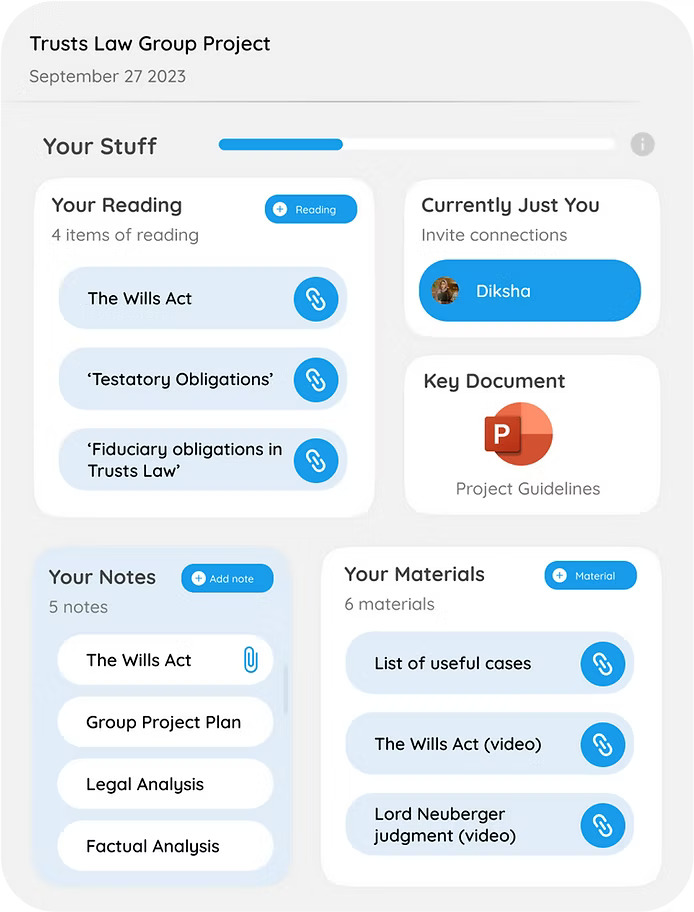 Trusts Law Group Project
September 27 2023
Your Stuff
Your Reading
Reading
4 items of reading
The Wills Act
‘Testatory Obligations’
‘Fiduciary obligations in
Trusts Law’
Currently Just You
Invite connections
Diksha
Key Document
P
Project Guidelines
Your Notes
Add note
5 notes
The Wills Act
Group Project Plan
Legal Analysis
Factual Analysis
Your Materials
Material
6 materials
List of useful cases
The Wills Act (video)
Lord Neuberger
judgment (video)